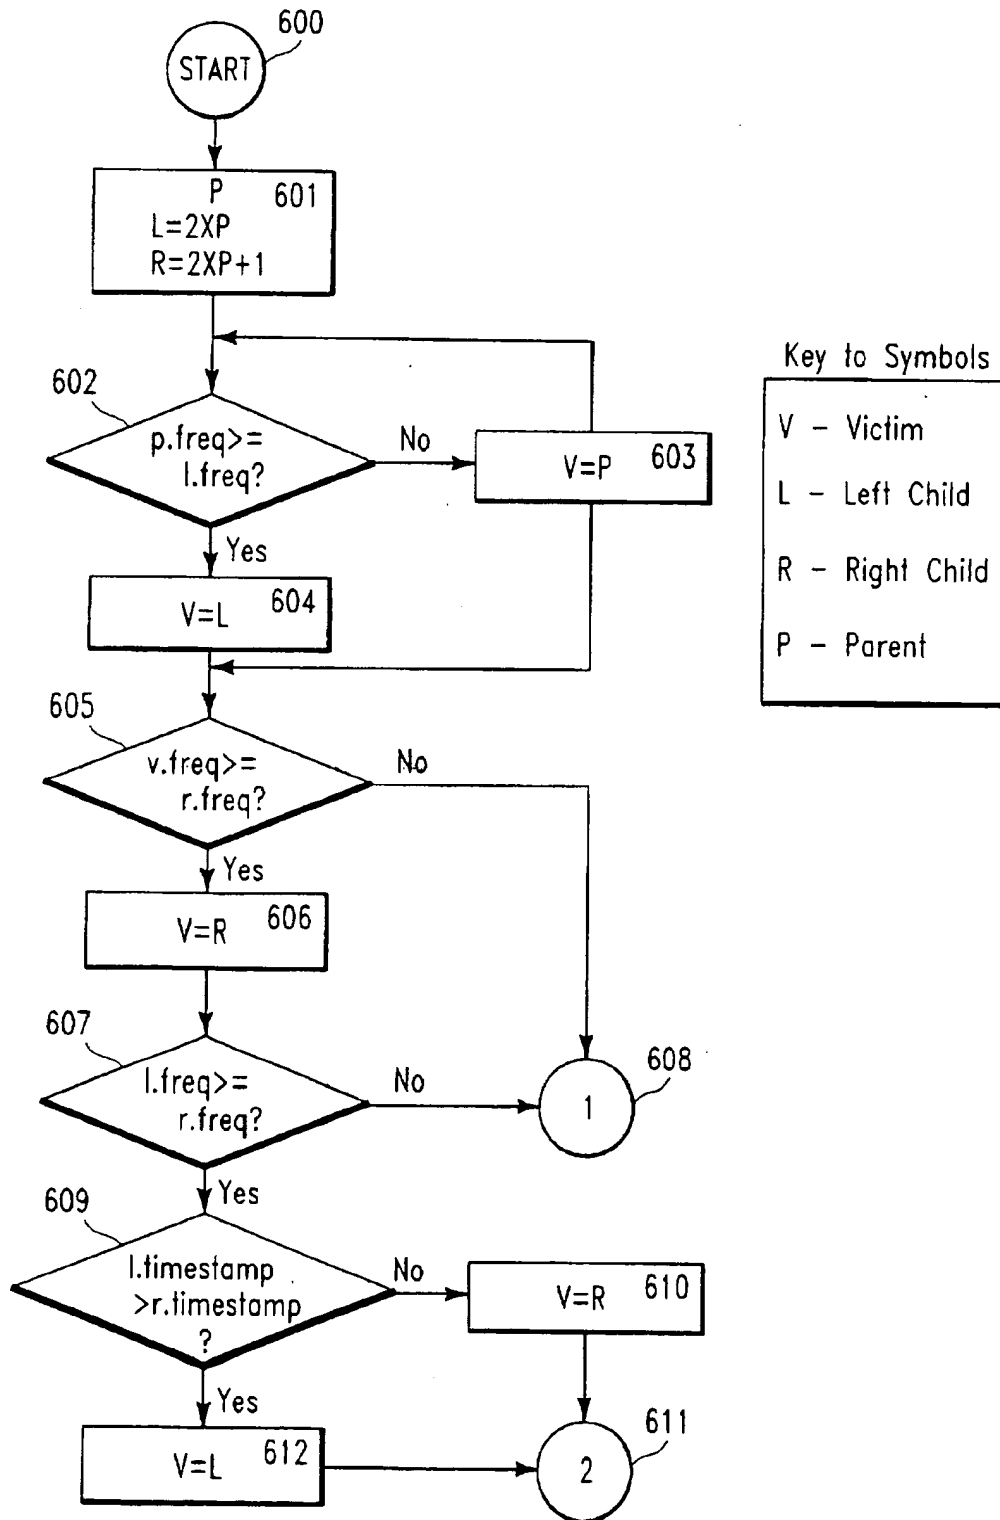 600
START
P
601
L=2XP
R=2XP+1
602
p.freq>=
l.freq?
No
V=P
603
Yes
V=L
604
605
v.freq>=
r.freq?
No
Yes
V=R
606
607
l.freq>=
r.freq?
No
1
608
Yes
609
l.timestamp
>r.timestamp
?
No
V=R
610
Yes
V=L
612
2
611
Key to Symbols
V – Victim
L – Left Child
R – Right Child
P – Parent